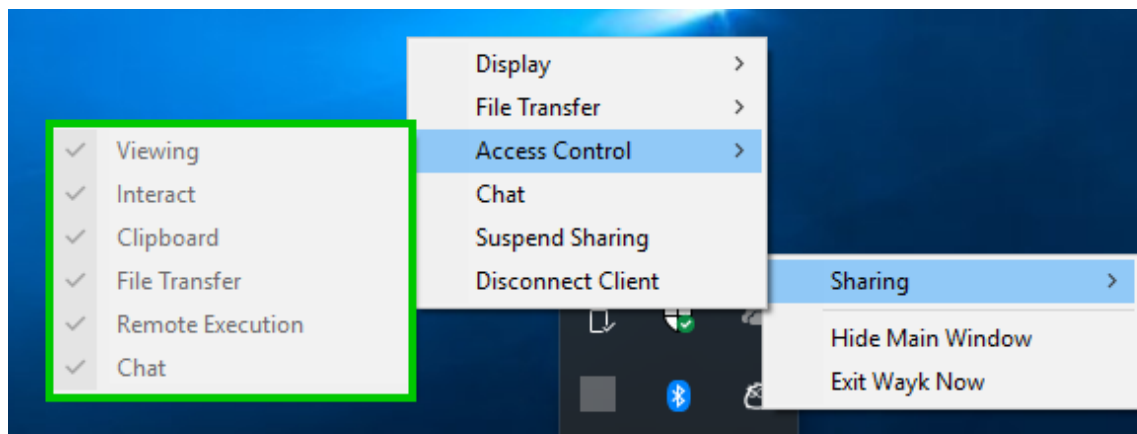 Display
File Transfer
Access Control
Chat
Suspend Sharing
Disconnect Client
Viewing
Interact
Clipboard
File Transfer
Remote Execution
Chat
Sharing
Hide Main Window
Exit Wayk Now